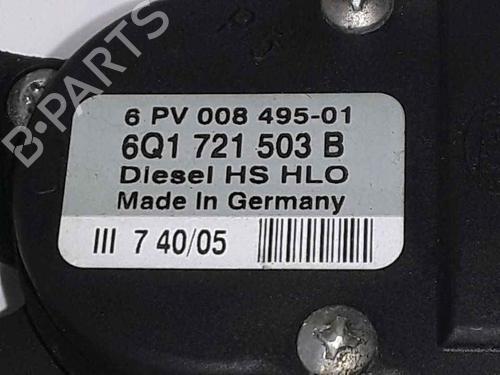 B-PARTS
P5
6 PV 008 495-01
6Q1 721 503 B
Diesel HS HLO
Made In Germany
III 7 40/05